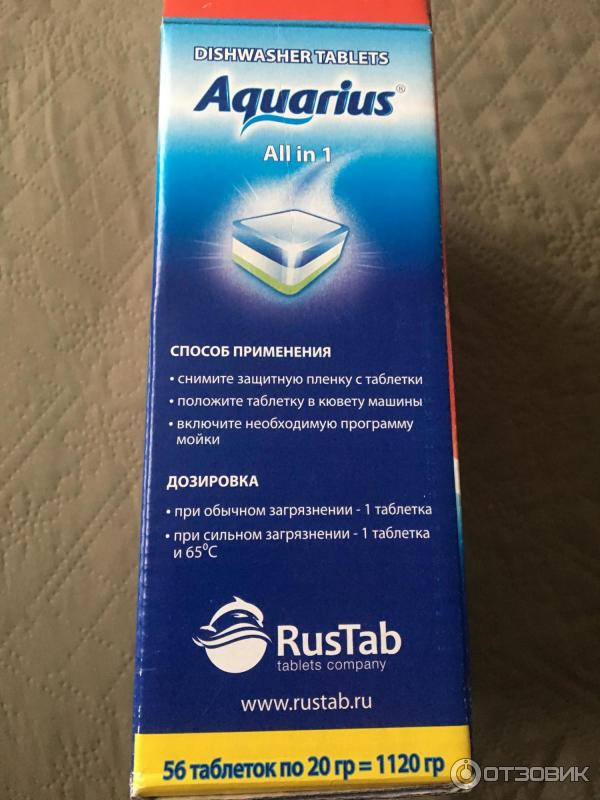 DISHWASHER TABLETS
Aquarius®
All in 1
СПОСОБ ПРИМЕНЕНИЯ
• снимите защитную пленку с таблетки
• положите таблетку в кювету машины
• включите необходимую программу
мойки
ДОЗИРОВКА
• при обычном загрязнении - 1 таблетка
• при сильном загрязнении - 1 таблетка
и 65⁰С
RusTab
tablets company
www.rustab.ru
56 таблеток по 20 гр = 1120 гр
ОТЗОВИК